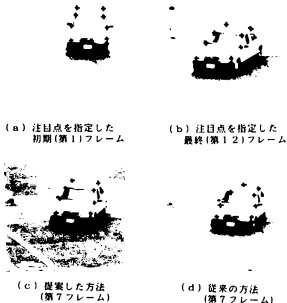 (a) 注目点を指定した
初期(第1)フレーム
(b) 注目点を指定した
最終(第12)フレーム
(c) 提案した方法
(第7フレーム)
(d) 従来の方法
(第7フレーム)